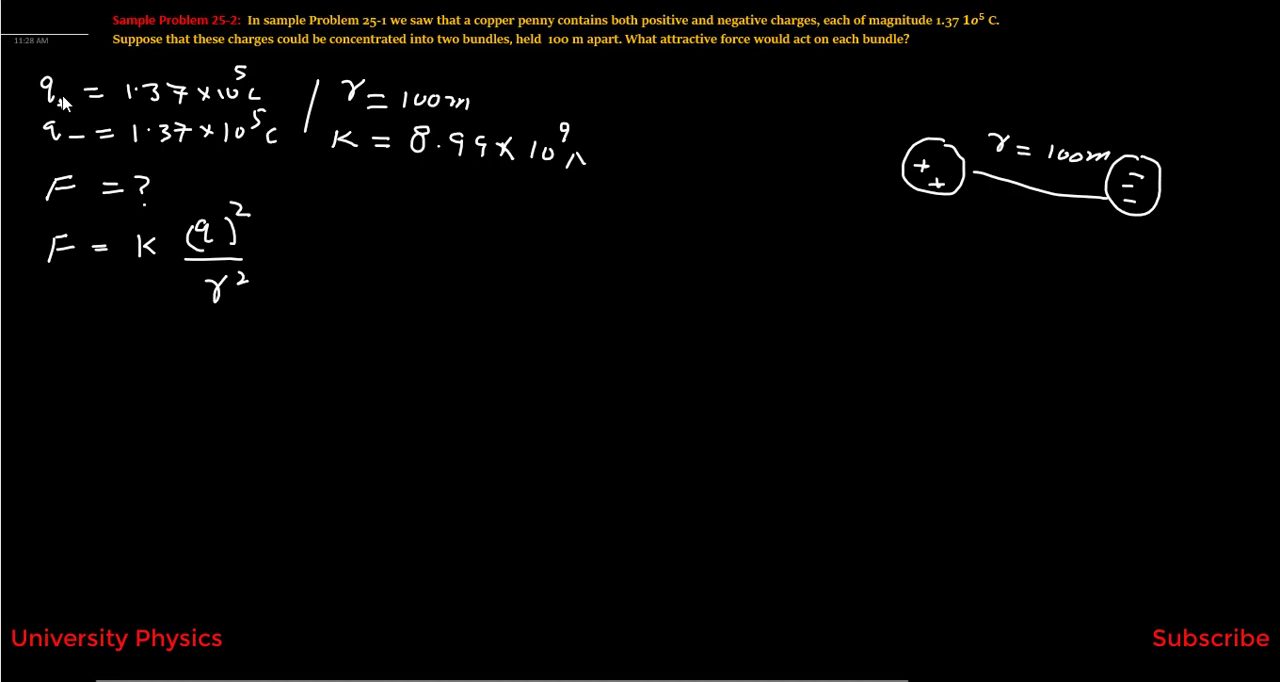 Sample Problem 25-2: In sample Problem 25-1 we saw that a copper penny contains both positive and negative charges, each of magnitude 1.37 10⁵ C.
11:28 AM
Suppose that these charges could be concentrated into two bundles, held 100 m apart. What attractive force would act on each bundle?
q₊ = 1.37 × 10⁵ C
q₋ = 1.37 × 10⁵ C
r = 100m
K = 8.99 × 10⁹
r = 100m
+ +
- - -
F = ?
F = K (q)² / r²
University Physics
Subscribe